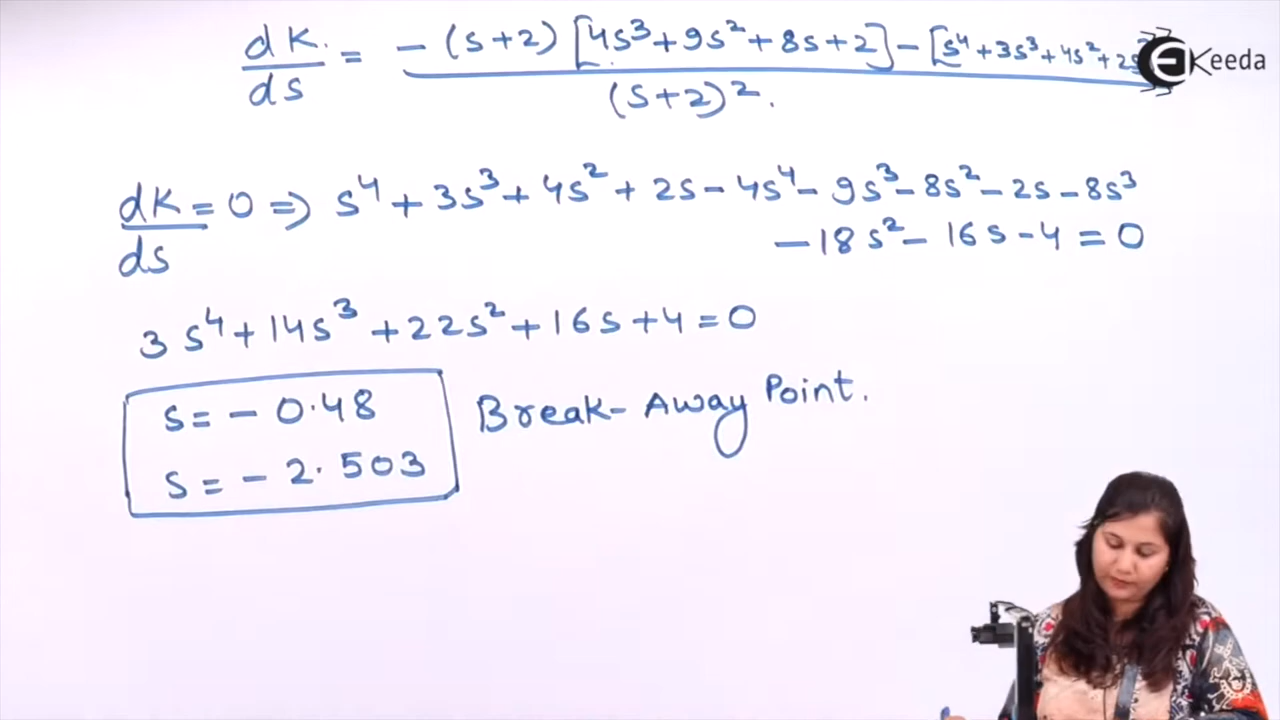 dK/ds = -(s+2)[4s³+9s²+8s+2] - [s⁴+3s³+4s²+2s
(s+2)².
EKeeda
dK/ds = 0 => s⁴ + 3s³ + 4s² + 2s - 4s⁴ - 9s³ - 8s² - 2s - 8s³
- 18s² - 16s - 4 = 0
3s⁴ + 14s³ + 22s² + 16s + 4 = 0
s = - 0.48 Break-Away Point.
s = - 2.503